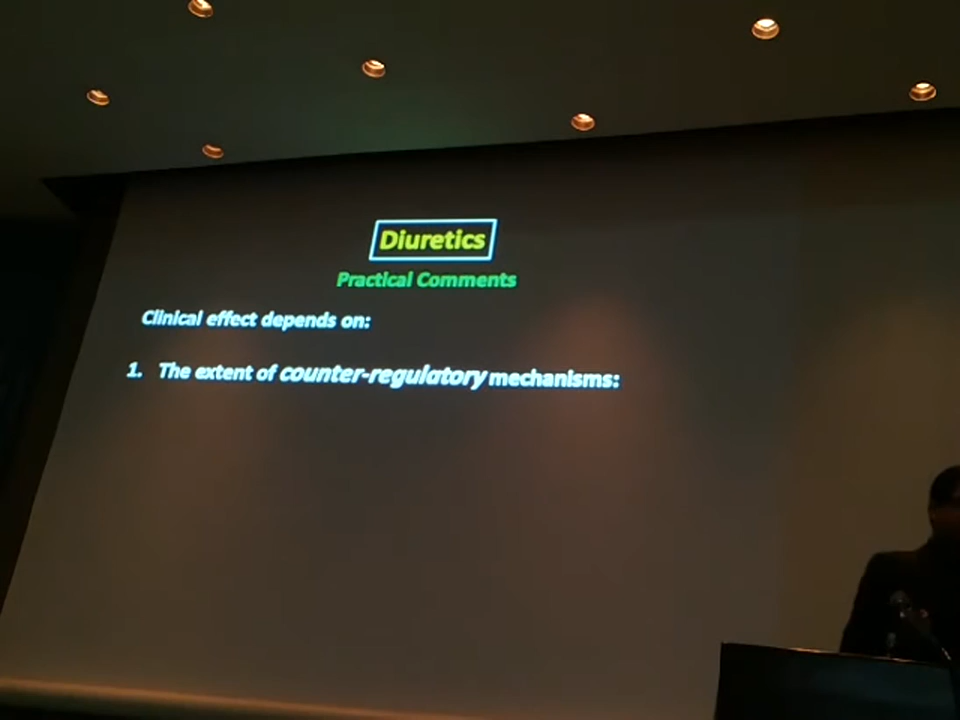 Diuretics
Practical Comments
Clinical effect depends on:
1. The extent of counter-regulatory mechanisms: